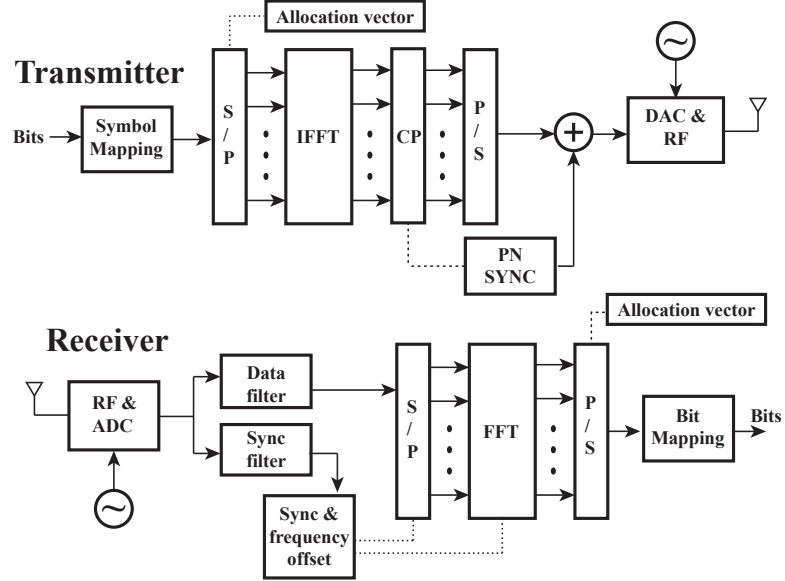 Allocation vector
Transmitter
Bits
Symbol
Mapping
S
/
P
IFFT
CP
P
/
S
+
DAC &
RF
PN
SYNC
Allocation vector
Receiver
RF &
ADC
Data
filter
Sync
filter
Sync &
frequency
offset
S
/
P
FFT
P
/
S
Bit
Mapping
Bits